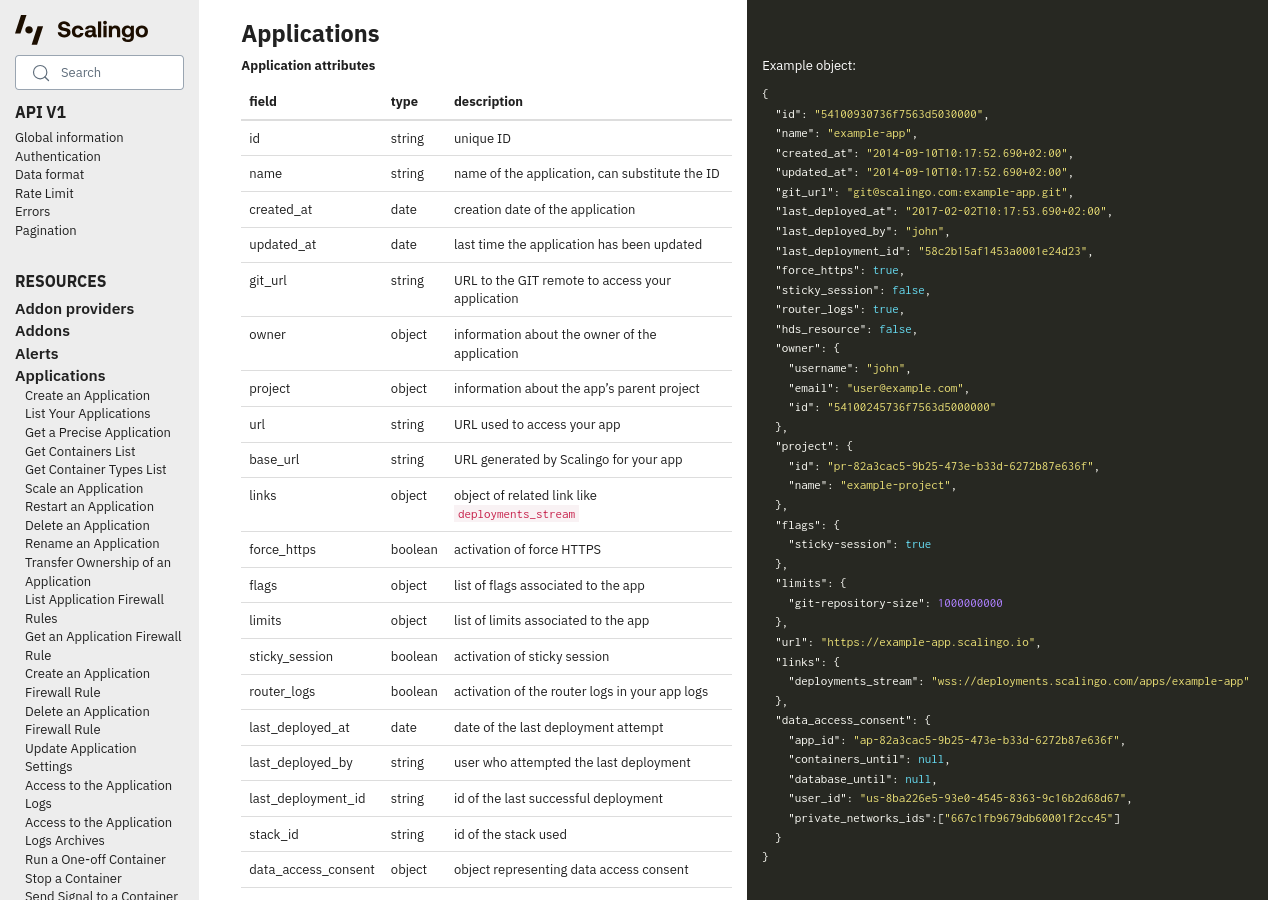 Scalingo
Search
API V1
Global information
Authentication
Data format
Rate Limit
Errors
Pagination
RESOURCES
Addon providers
Addons
Alerts
Applications
Create an Application
List Your Applications
Get a Precise Application
Get Containers List
Get Container Types List
Scale an Application
Restart an Application
Delete an Application
Rename an Application
Transfer Ownership of an
Application
List Application Firewall
Rules
Get an Application Firewall
Rule
Create an Application
Firewall Rule
Delete an Application
Firewall Rule
Update Application
Settings
Access to the Application
Logs
Access to the Application
Logs Archives
Run a One-off Container
Stop a Container
Send Signal to a Container
Applications
Application attributes
field type description
id string unique ID
name string name of the application, can substitute the ID
created_at date creation date of the application
updated_at date last time the application has been updated
git_url string URL to the GIT remote to access your
application
owner object information about the owner of the
application
project object information about the app’s parent project
url string URL used to access your app
base_url string URL generated by Scalingo for your app
links object object of related link like
deployments_stream
force_https boolean activation of force HTTPS
flags object list of flags associated to the app
limits object list of limits associated to the app
sticky_session boolean activation of sticky session
router_logs boolean activation of the router logs in your app logs
last_deployed_at date date of the last deployment attempt
last_deployed_by string user who attempted the last deployment
last_deployment_id string id of the last successful deployment
stack_id string id of the stack used
data_access_consent object object representing data access consent
Example object:
{
"id": "54100930736f7563d5030000",
"name": "example-app",
"created_at": "2014-09-10T10:17:52.690+02:00",
"updated_at": "2014-09-10T10:17:52.690+02:00",
"git_url": "git@scalingo.com:example-app.git",
"last_deployed_at": "2017-02-02T10:17:53.690+02:00",
"last_deployed_by": "john",
"last_deployment_id": "58c2b15af1453a0001e24d23",
"force_https": true,
"sticky_session": false,
"router_logs": true,
"hds_resource": false,
"owner": {
"username": "john",
"email": "user@example.com",
"id": "54100245736f7563d5000000"
},
"project": {
"id": "pr-82a3cac5-9b25-473e-b33d-6272b87e636f",
"name": "example-project",
},
"flags": {
"sticky-session": true
},
"limits": {
"git-repository-size": 1000000000
},
"url": "https://example-app.scalingo.io",
"links": {
"deployments_stream": "wss://deployments.scalingo.com/apps/example-app"
},
"data_access_consent": {
"app_id": "ap-82a3cac5-9b25-473e-b33d-6272b87e636f",
"containers_until": null,
"database_until": null,
"user_id": "us-8ba226e5-93e0-4545-8363-9c16b2d68d67",
"private_networks_ids":["667c1fb9679db60001f2cc45"]
}
}